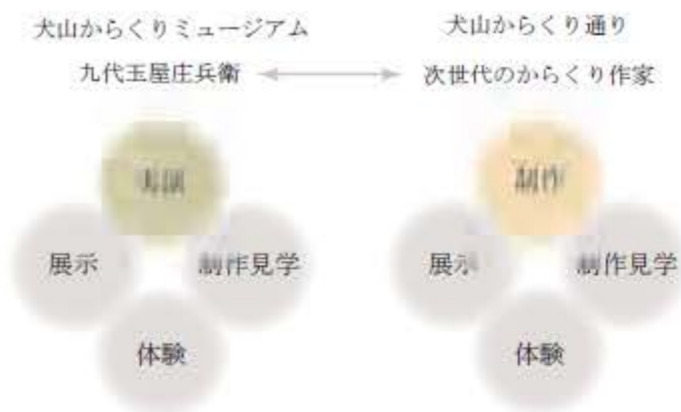 犬山からくりミュージアム
九代玉屋庄兵衛
実演
展示
制作見学
体験
犬山からくり通り
次世代のからくり作家
制作
展示
制作見学
体験